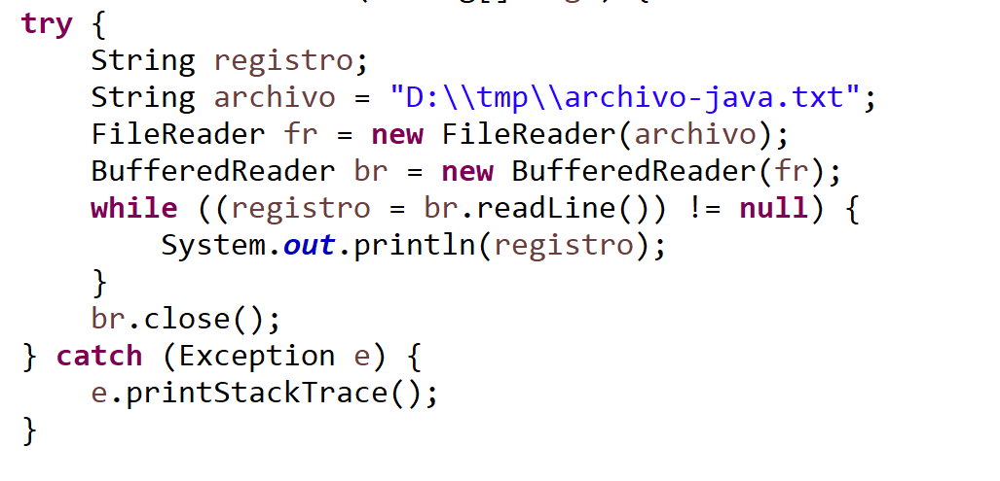 try {
    String registro;
    String archivo = "D:\\tmp\\archivo-java.txt";
    FileReader fr = new FileReader(archivo);
    BufferedReader br = new BufferedReader(fr);
    while ((registro = br.readLine()) != null) {
        System.out.println(registro);
    }
    br.close();
} catch (Exception e) {
    e.printStackTrace();
}